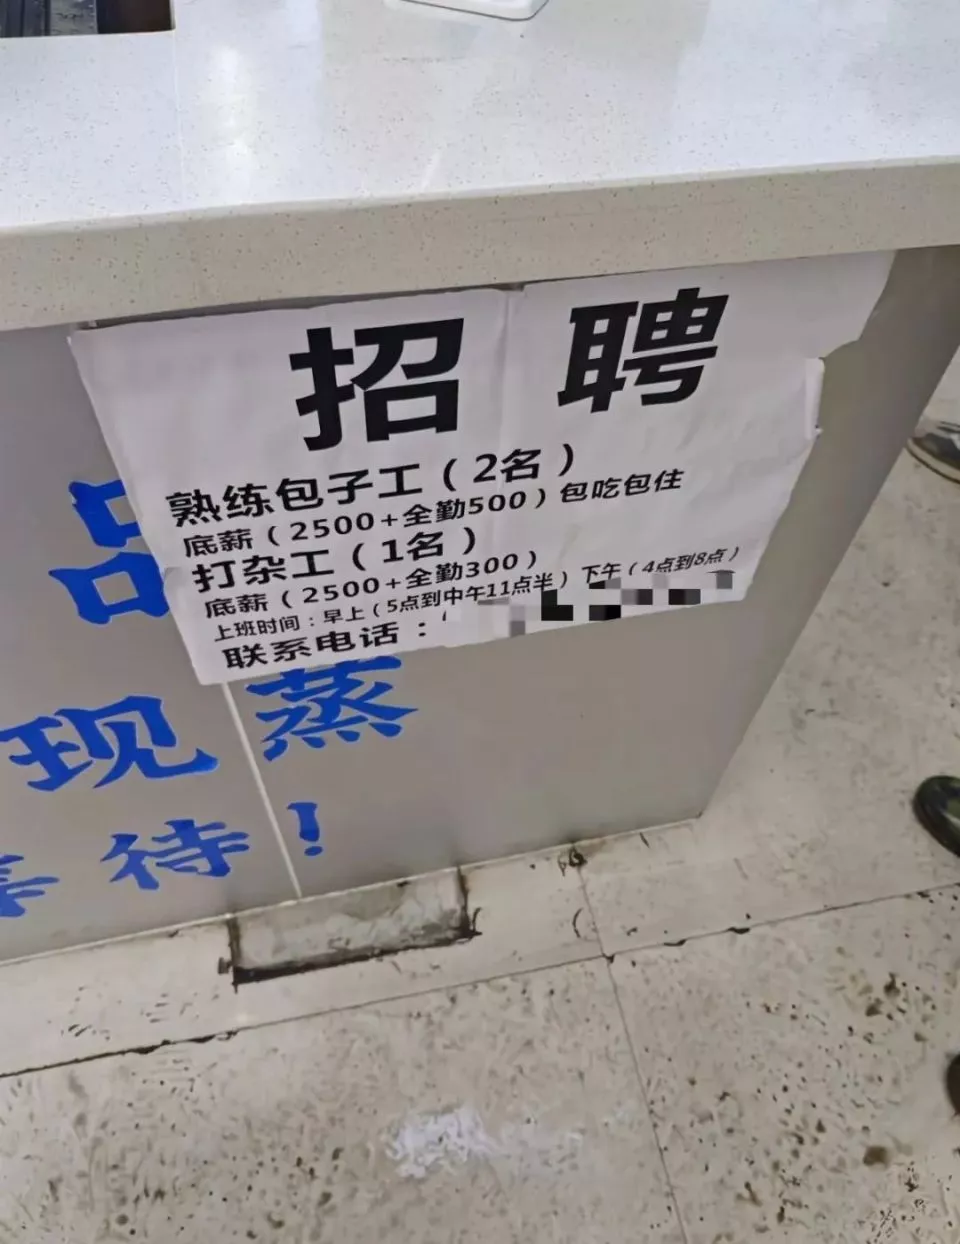 招聘
熟练包子工（2名）
底薪（2500+全勤500）包吃包住
打杂工（1名）
底薪（2500+全勤300）
上班时间：早上（5点到中午11点半）下午（4点到8点）
联系电话：
品
现蒸
等待！